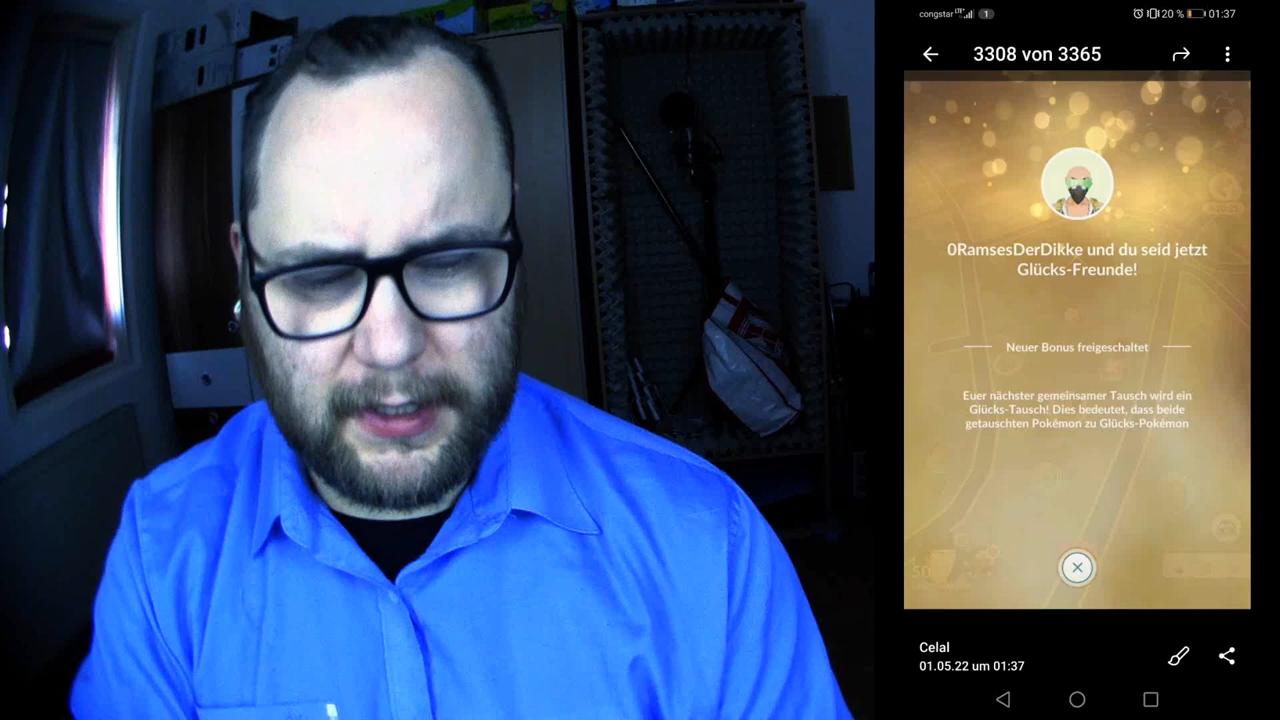 congstar LTE 1 20 % 01:37
3308 von 3365
0RamsesDerDikke und du seid jetzt
Glücks-Freunde!
Neuer Bonus freigeschaltet
Euer nächster gemeinsamer Tausch wird ein
Glücks-Tausch! Dies bedeutet, dass beide
getauschten Pokémon zu Glücks-Pokémon
Celal
01.05.22 um 01:37